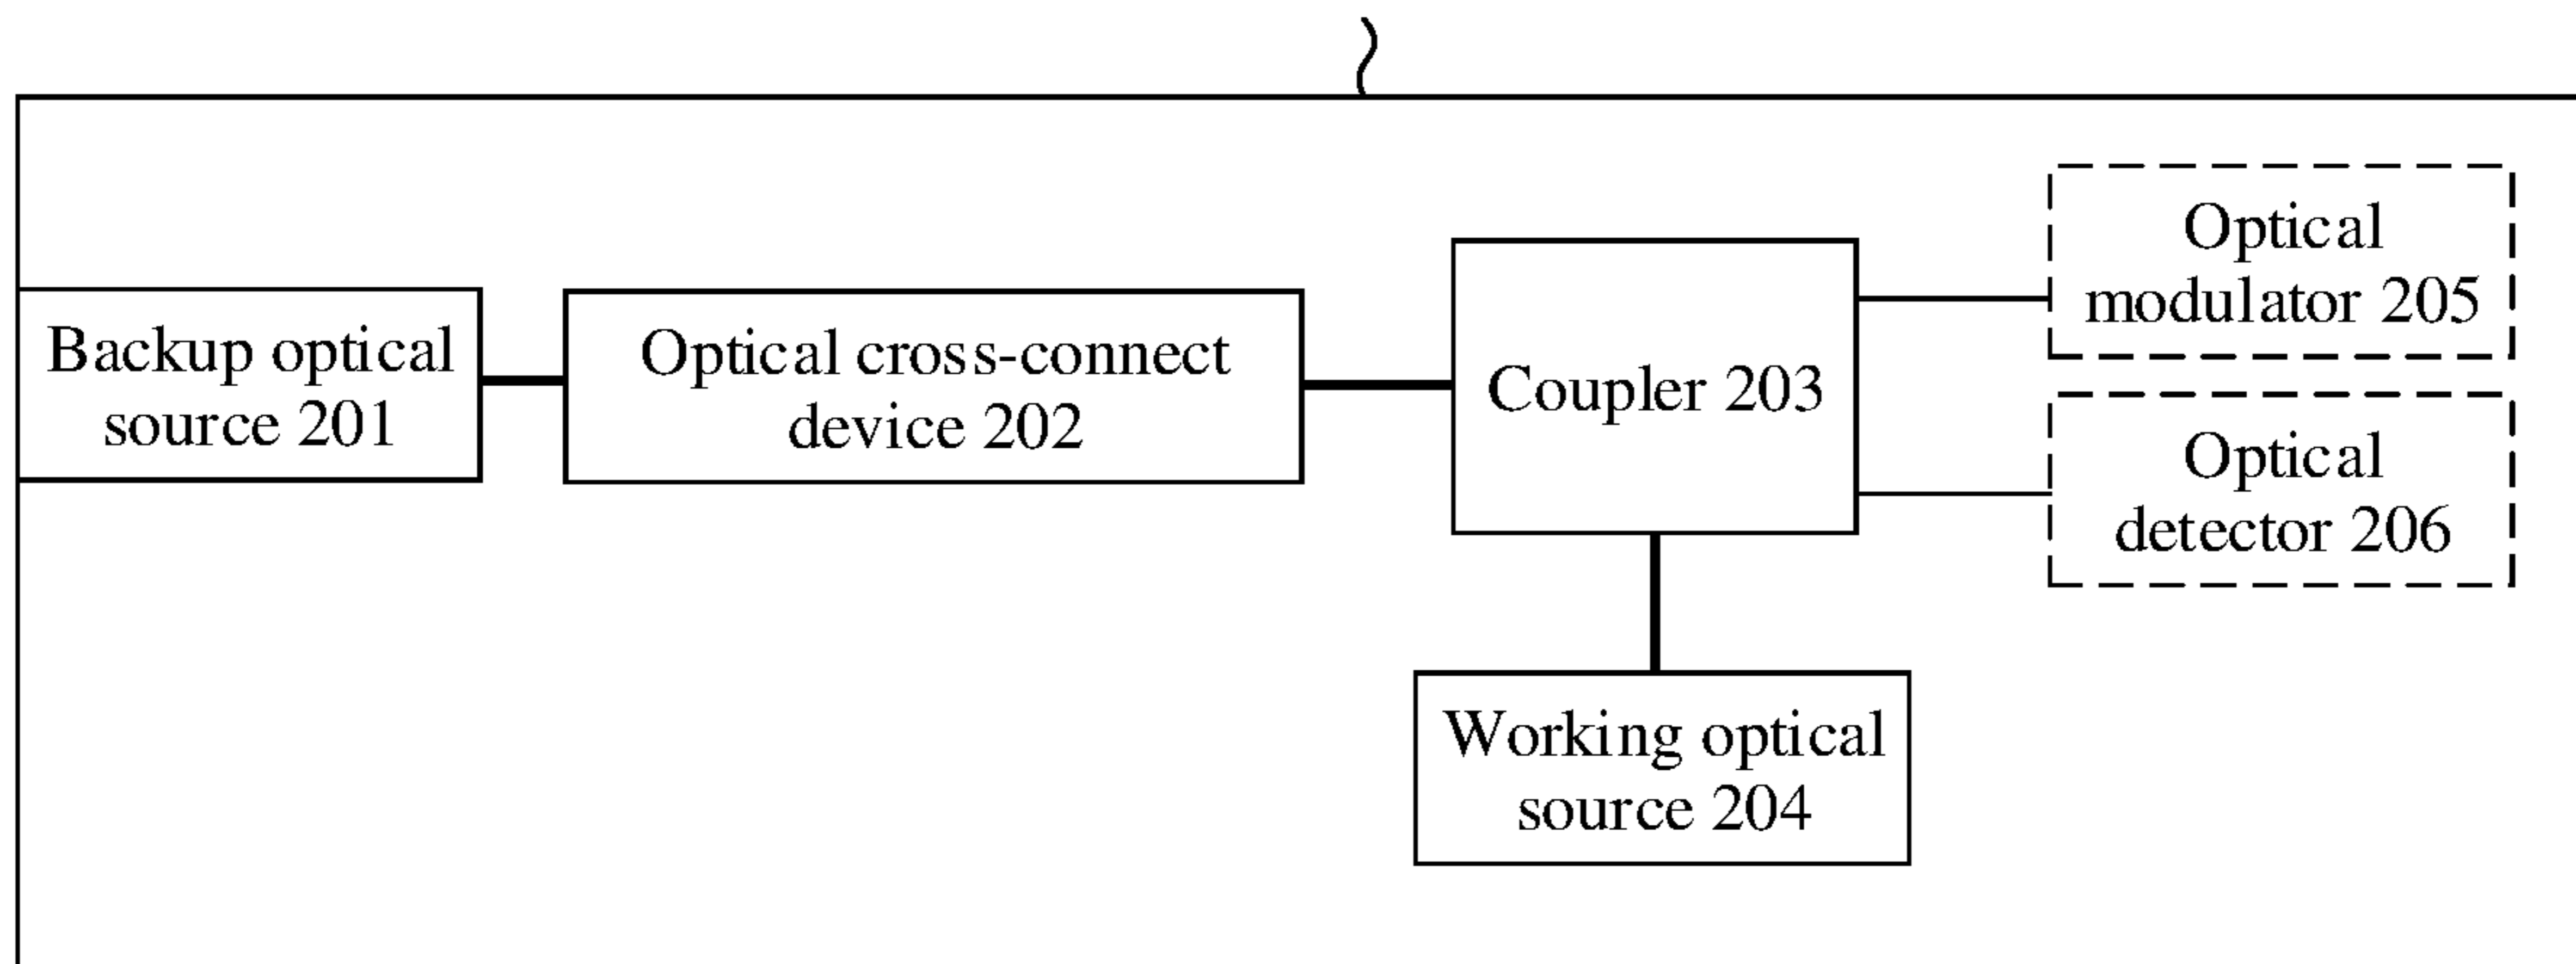 Backup optical
source 201
Optical cross-connect
device 202
Coupler 203
Optical
modulator 205
Optical
detector 206
Working optical
source 204